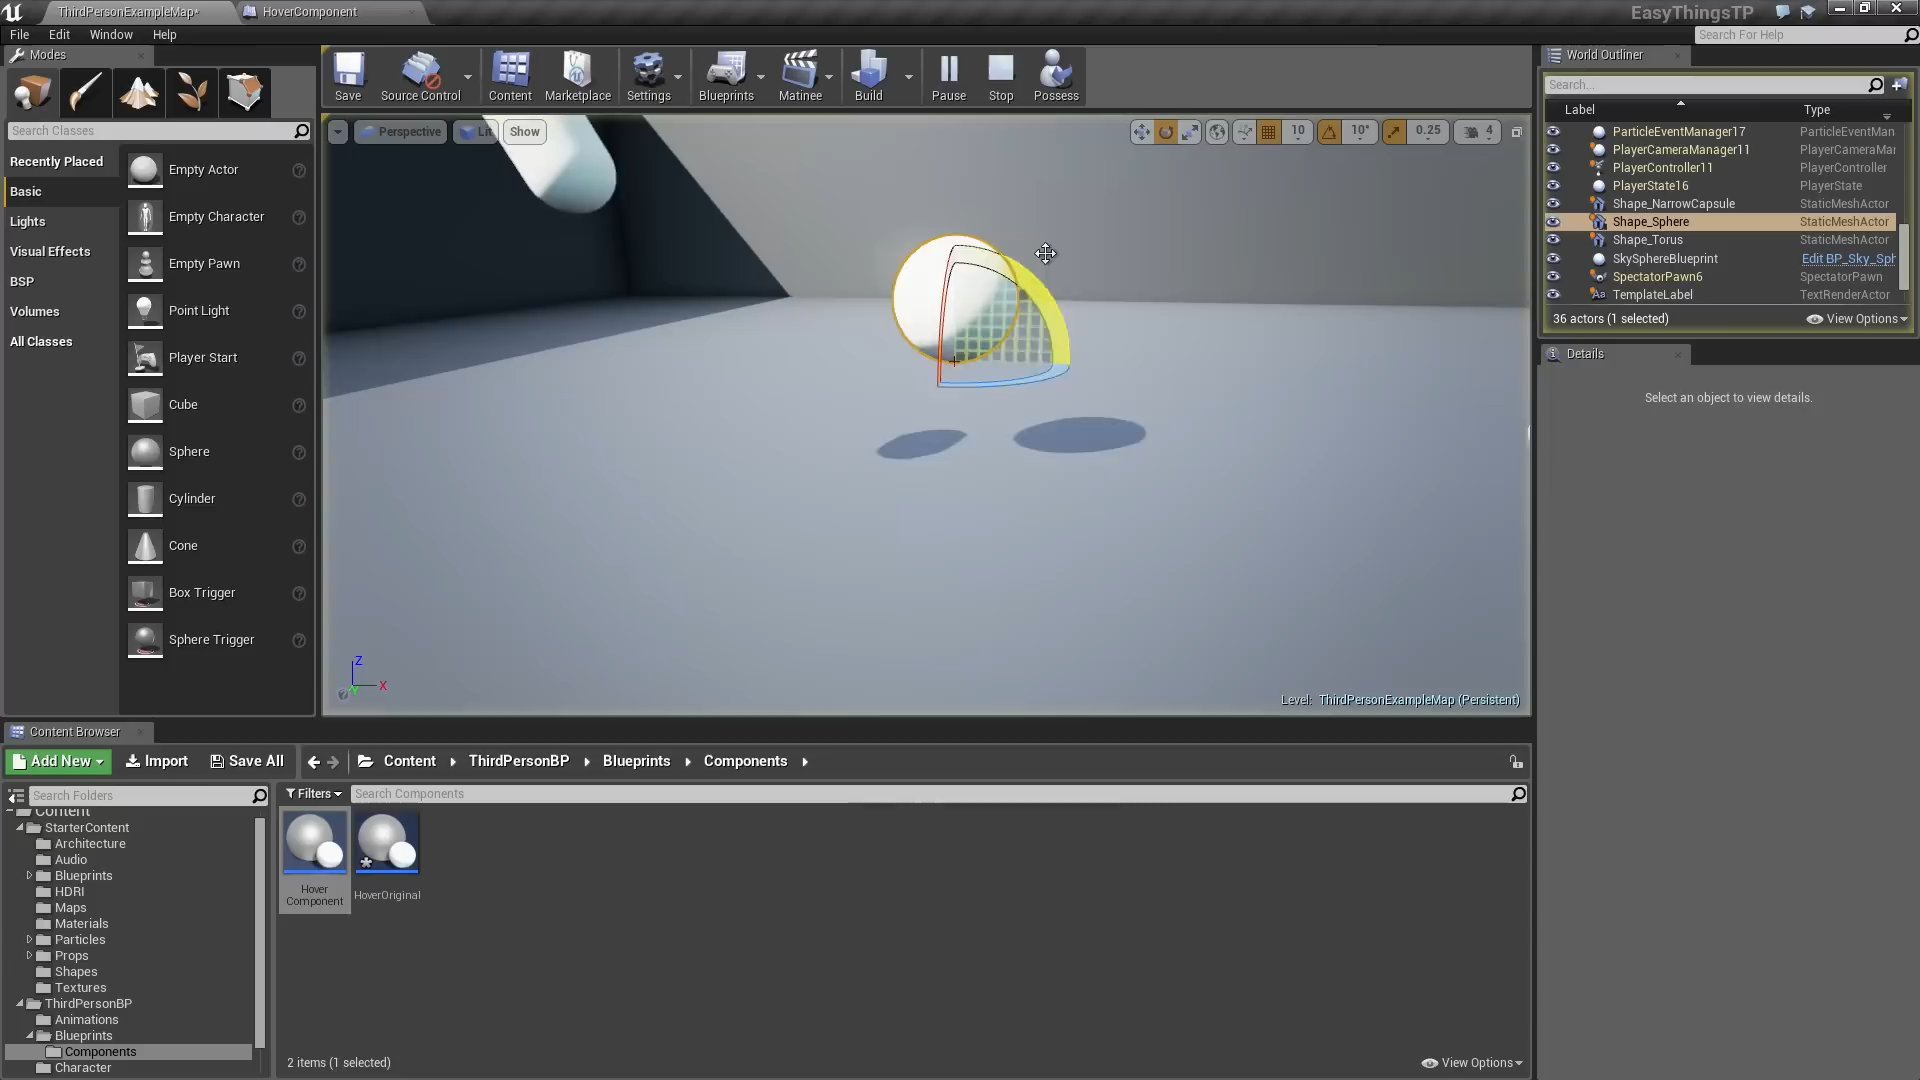 ThirdPersonExampleMap*
HoverComponent
EasyThingsTP
File
Edit
Window
Help
Search For Help
Modes
World Outliner
Save
Source Control
Content
Marketplace
Settings
Blueprints
Matinee
Build
Pause
Stop
Possess
Search...
Label
Type
Search Classes
Perspective
Lit
Show
10
10°
0.25
4
Recently Placed
Basic
Lights
Visual Effects
BSP
Volumes
All Classes
Empty Actor
Empty Character
Empty Pawn
Point Light
Player Start
Cube
Sphere
Cylinder
Cone
Box Trigger
Sphere Trigger
ParticleEventManager17 ParticleEventMan
PlayerCameraManager11 PlayerCameraMar
PlayerController11 PlayerController
PlayerState16 PlayerState
Shape_NarrowCapsule StaticMeshActor
Shape_Sphere StaticMeshActor
Shape_Torus StaticMeshActor
SkySphereBlueprint Edit BP_Sky_Sph
SpectatorPawn6 SpectatorPawn
TemplateLabel TextRenderActor
36 actors (1 selected)
View Options
Details
Select an object to view details.
Z
X
Y
Level: ThirdPersonExampleMap (Persistent)
Content Browser
Add New
Import
Save All
Content
ThirdPersonBP
Blueprints
Components
Search Folders
Filters
Search Components
Content
StarterContent
Architecture
Audio
Blueprints
HDRI
Maps
Materials
Particles
Props
Shapes
Textures
ThirdPersonBP
Animations
Blueprints
Components
Character
Hover
Component
HoverOriginal
2 items (1 selected)
View Options